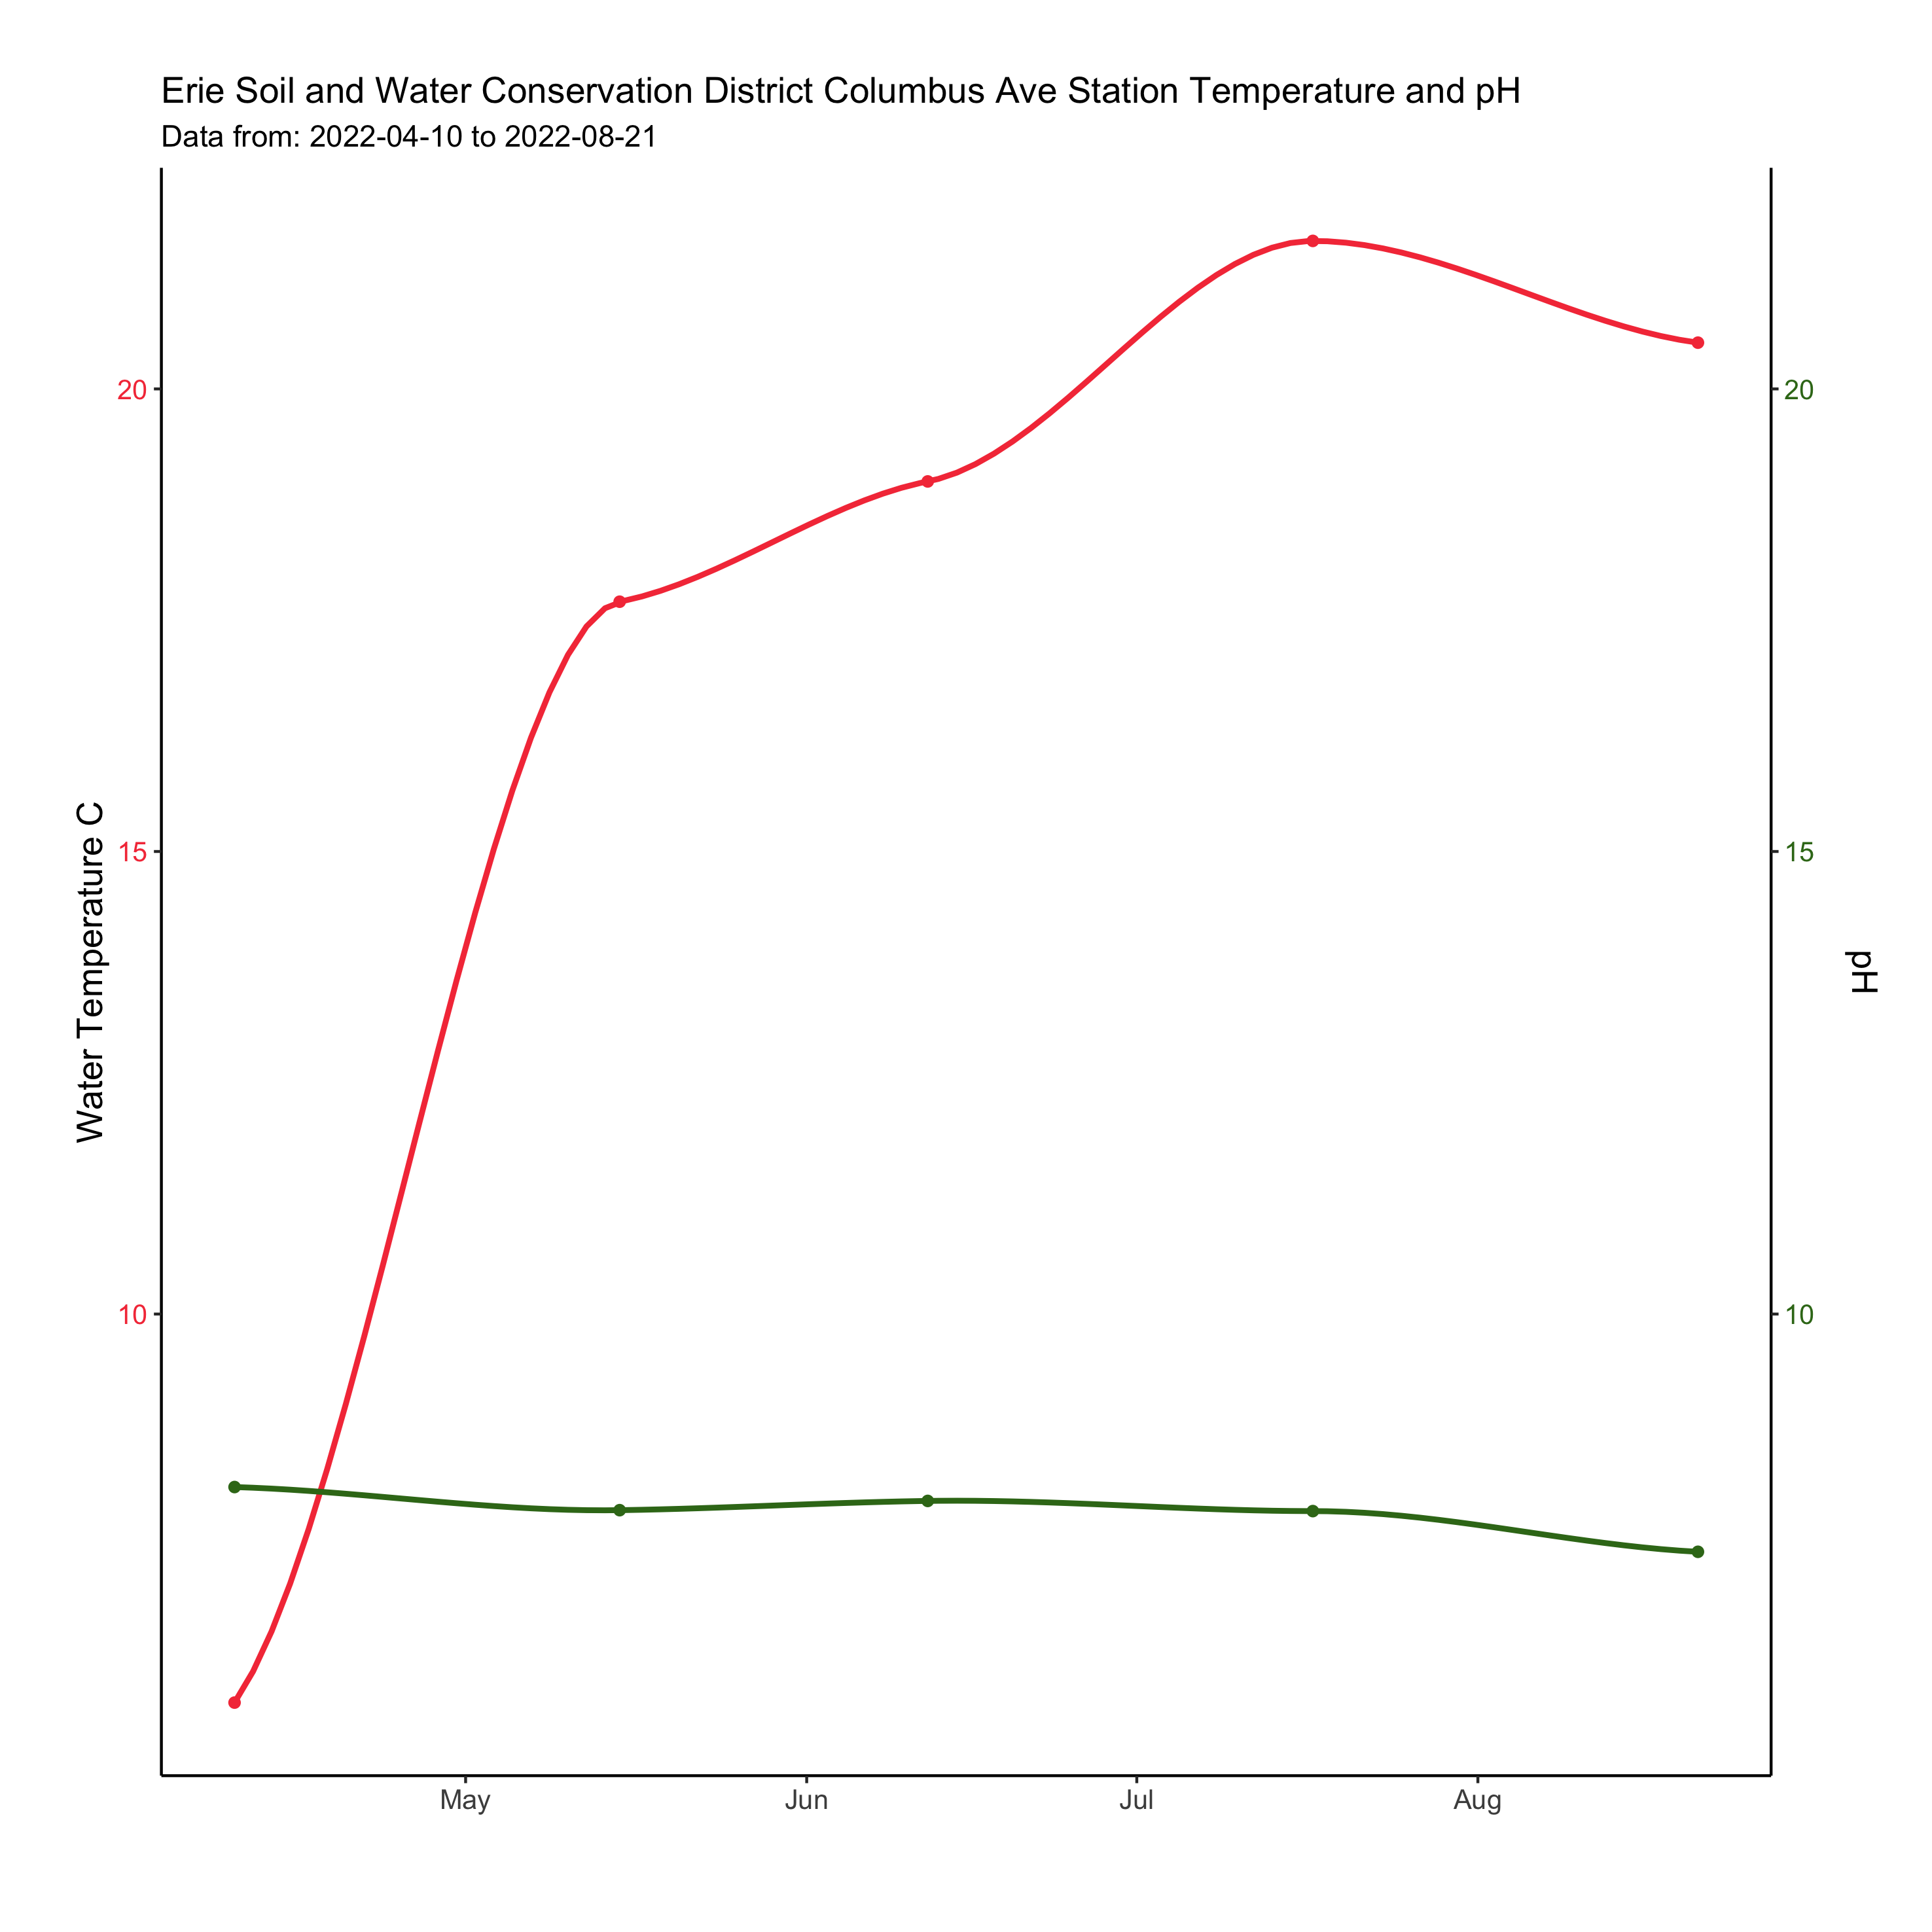 Erie Soil and Water Conservation District Columbus Ave Station Temperature and pH
Data from: 2022-04-10 to 2022-08-21
Water Temperature C
20
15
10
20
15
10
pH
May
Jun
Jul
Aug